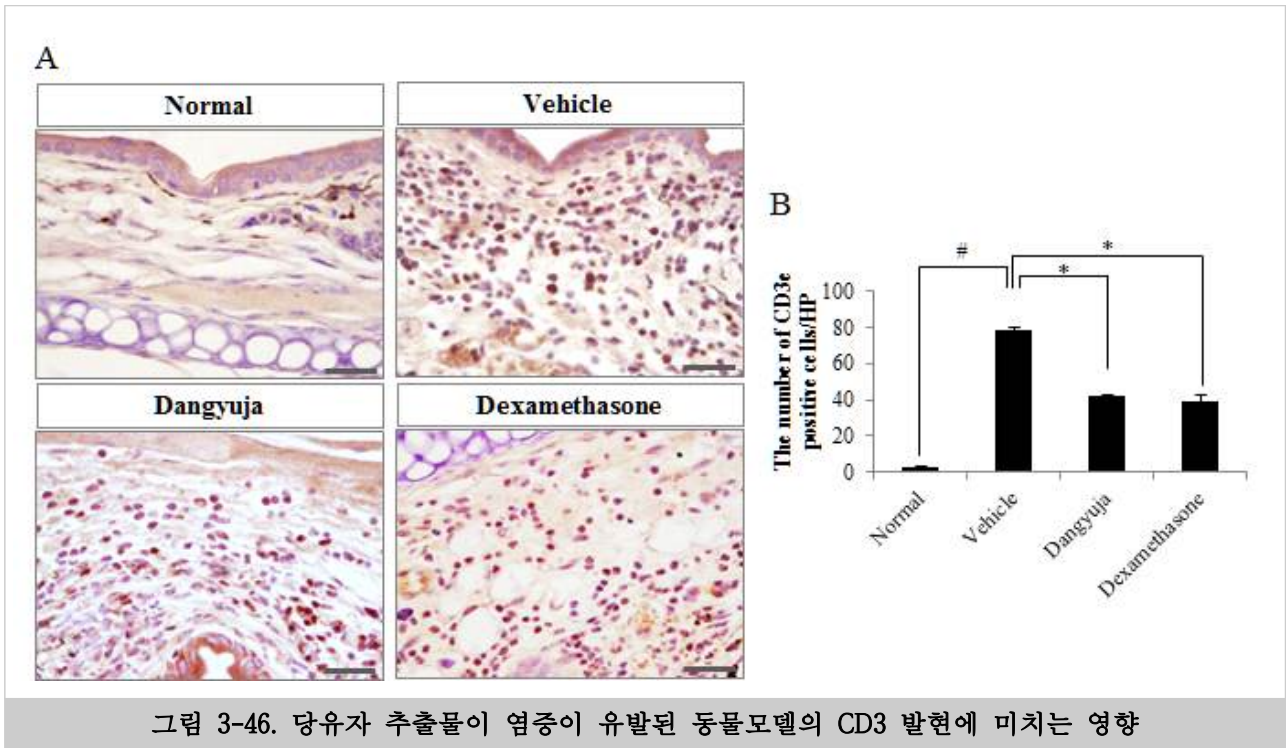 A
Normal
Vehicle
Dangyuja
Dexamethasone
B
#
*
*
The number of CD3e
positive cells/HP
100
80
60
40
20
0
Normal
Vehicle
Dangyuja
Dexamethasone
그림 3-46. 당유자 추출물이 염증이 유발된 동물모델의 CD3 발현에 미치는 영향